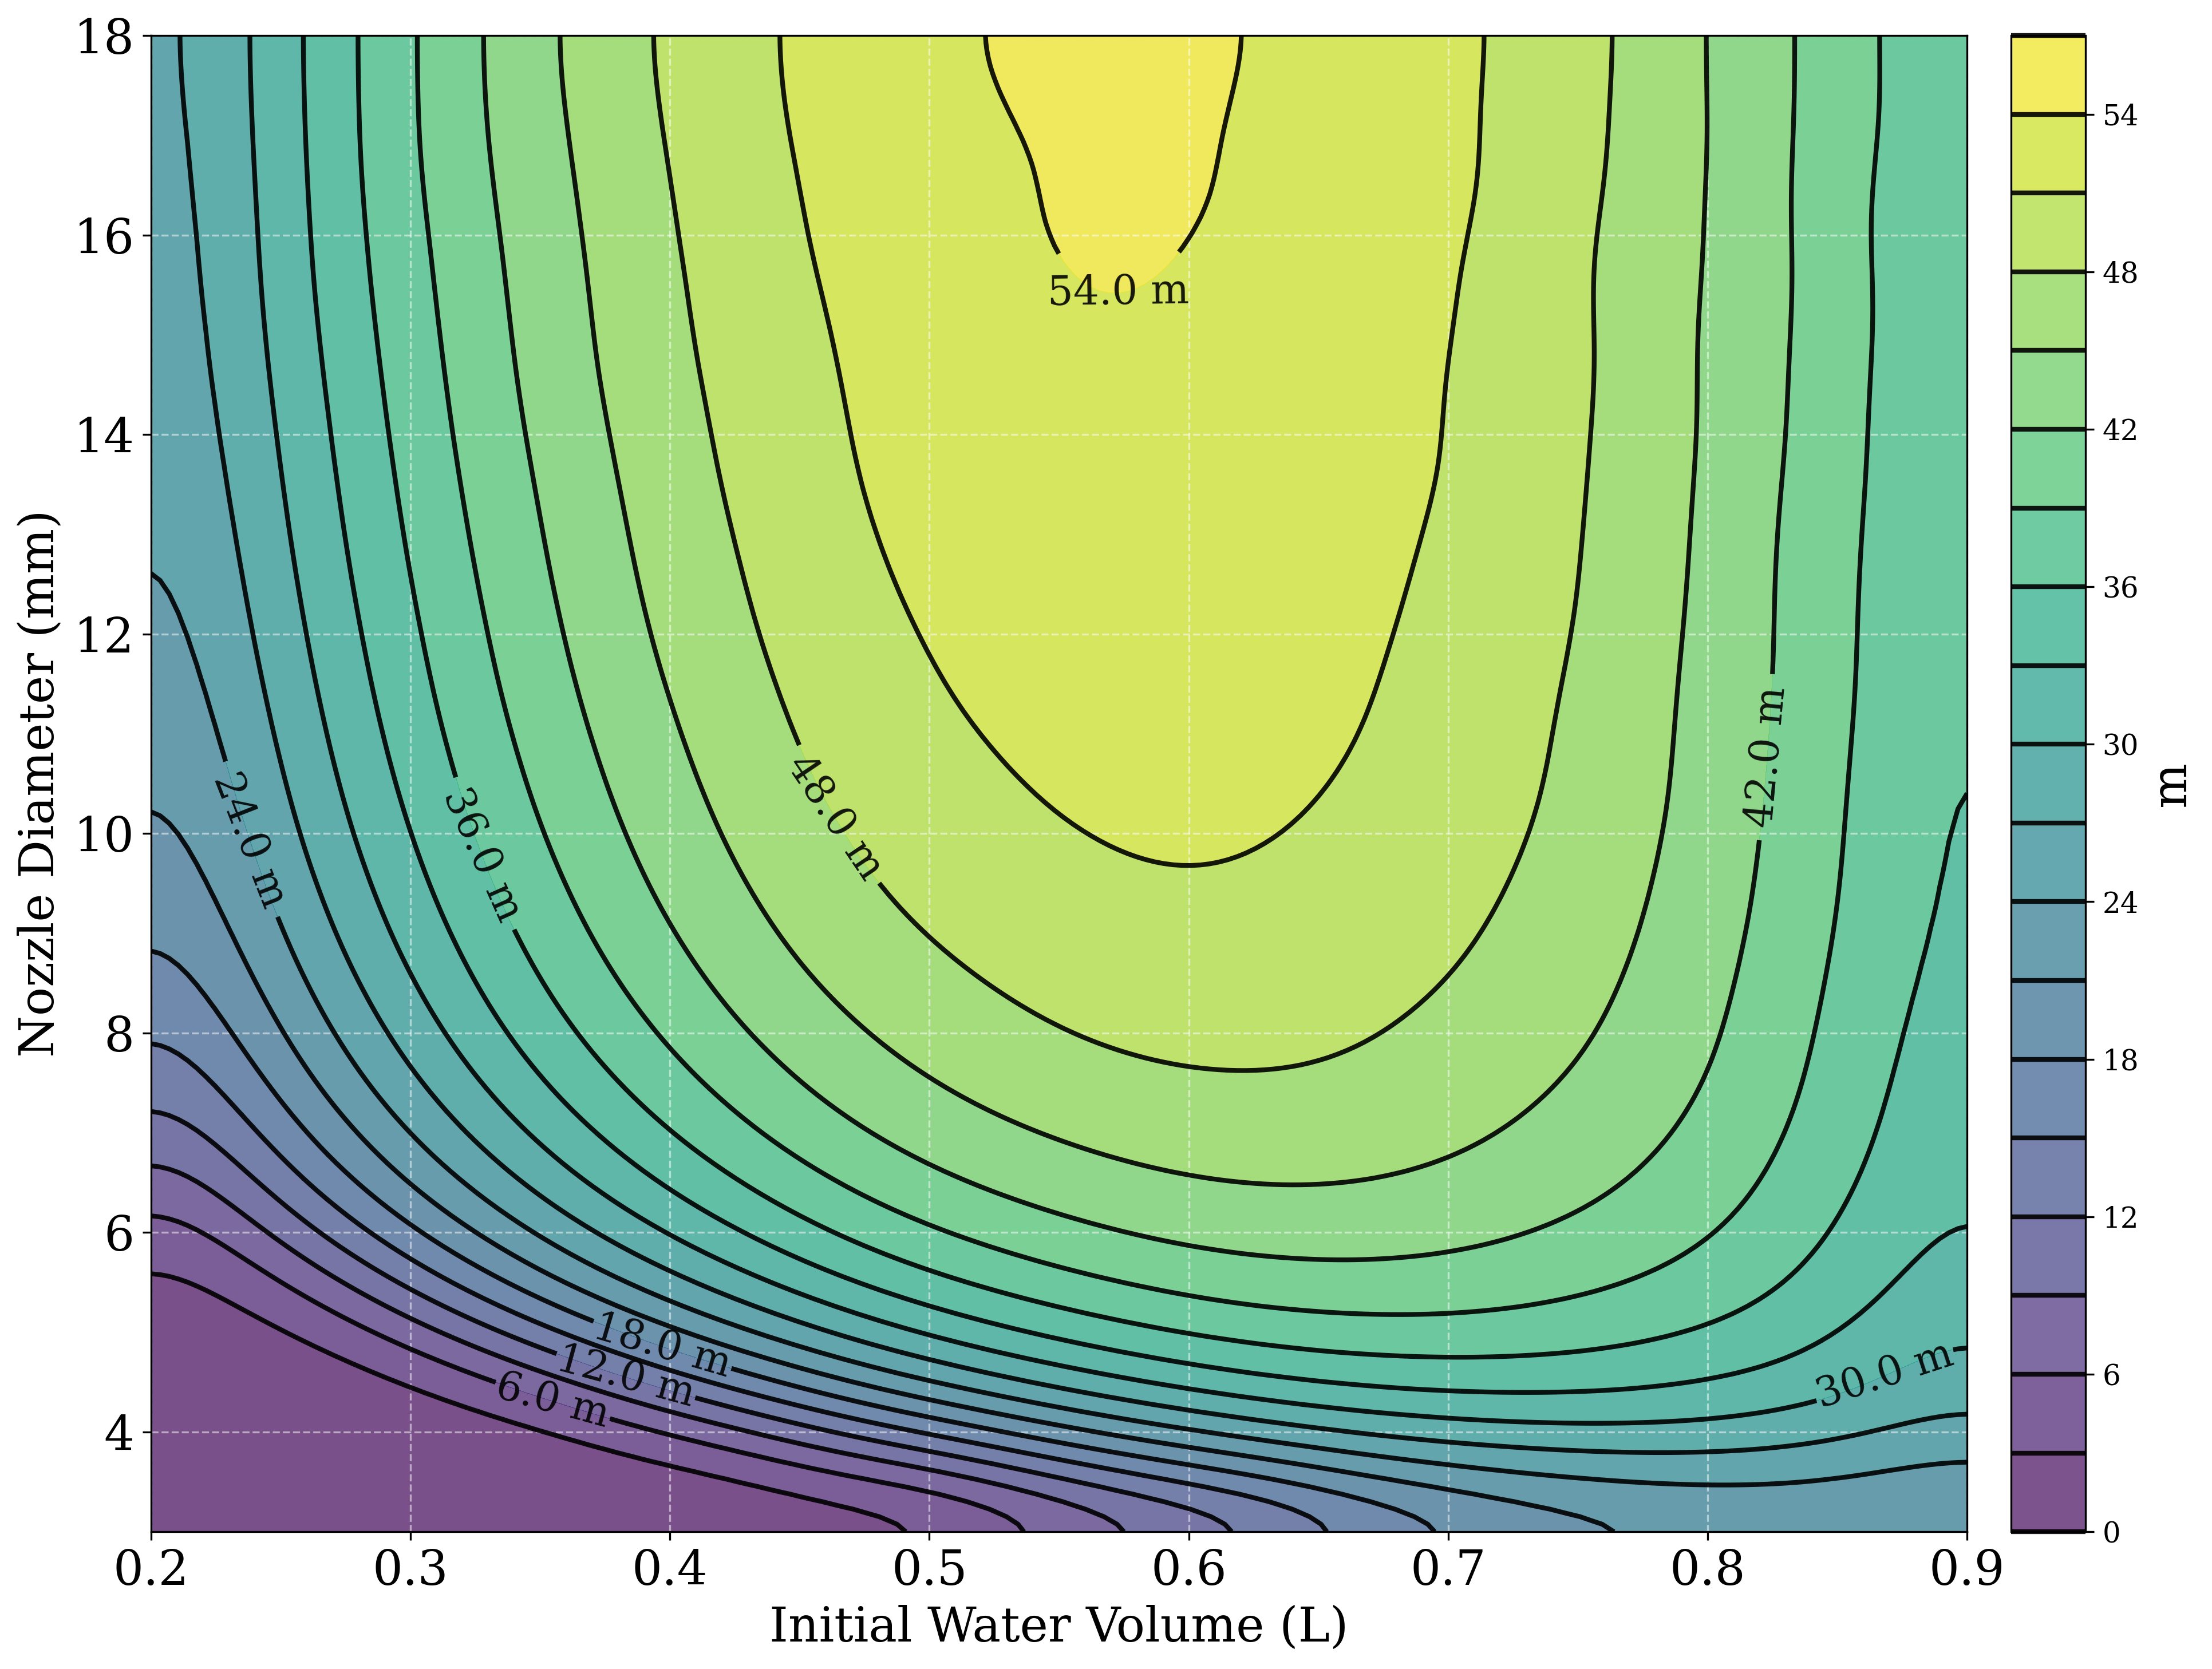 18
16
14
12
10
8
6
4
Nozzle Diameter (mm)
54.0 m
48.0 m
42.0 m
36.0 m
24.0 m
18.0 m
12.0 m
6.0 m
30.0 m
0.2 0.3 0.4 0.5 0.6 0.7 0.8 0.9
Initial Water Volume (L)
54
48
42
36
30
24
18
12
6
0
m